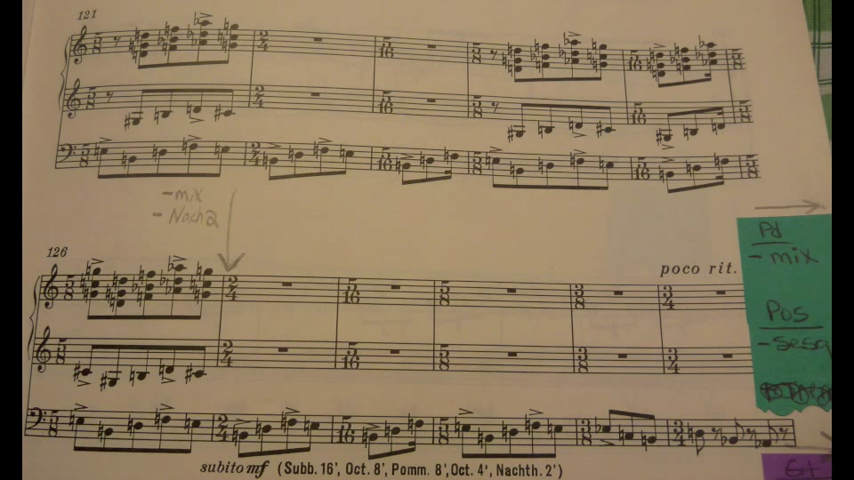 121
- mix
- Nach2
126
poco rit.
Pd
- mix
Pos
- sesq
subito mf (Subb. 16', Oct. 8', Pomm. 8', Oct. 4', Nachth. 2')
Gt